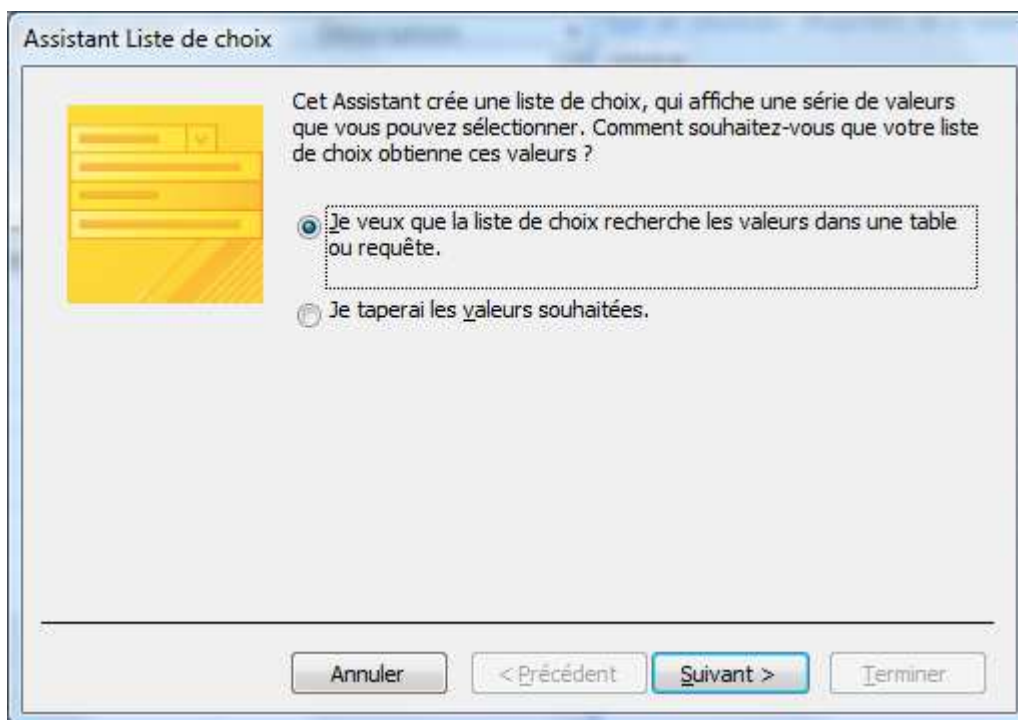 Assistant Liste de choix
Cet Assistant crée une liste de choix, qui affiche une série de valeurs
que vous pouvez sélectionner. Comment souhaitez-vous que votre liste
de choix obtienne ces valeurs ?
Je veux que la liste de choix recherche les valeurs dans une table
ou requête.
Je taperai les valeurs souhaitées.
Annuler < Précédent Suivant > Terminer